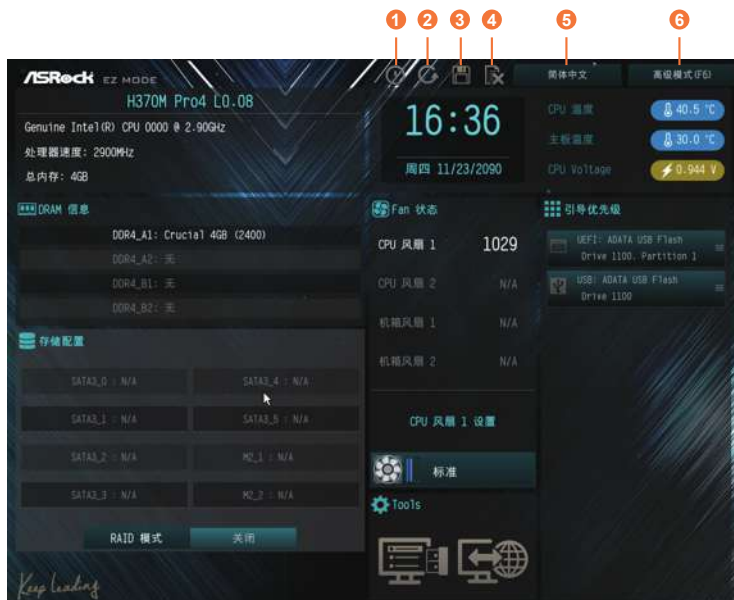 1 2 3 4 5 6
ASRock EZ MODE
简体中文
高级模式(F6)
H370M Pro4 L0.08
Genuine Intel(R) CPU 0000 @ 2.90GHz
处理器速度: 2900MHz
总内存: 4GB
16:36
周四 11/23/2090
CPU 温度 40.5 °C
主板温度 30.0 °C
CPU Voltage 0.944 V
DRAM 信息
DDR4_A1: Crucial 4GB (2400)
DDR4_A2: 无
DDR4_B1: 无
DDR4_B2: 无
存储配置
SATA3_0 : N/A
SATA3_4 : N/A
SATA3_1 : N/A
SATA3_5 : N/A
SATA3_2 : N/A
M2_1 : N/A
SATA3_3 : N/A
M2_2 : N/A
RAID 模式
关闭
Fan 状态
CPU 风扇 1 1029
CPU 风扇 2 N/A
机箱风扇 1 N/A
机箱风扇 2 N/A
CPU 风扇 1 设置
标准
Tools
引导优先级
UEFI: ADATA USB Flash
Drive 1100, Partition 1
USB: ADATA USB Flash
Drive 1100
Keep Leading